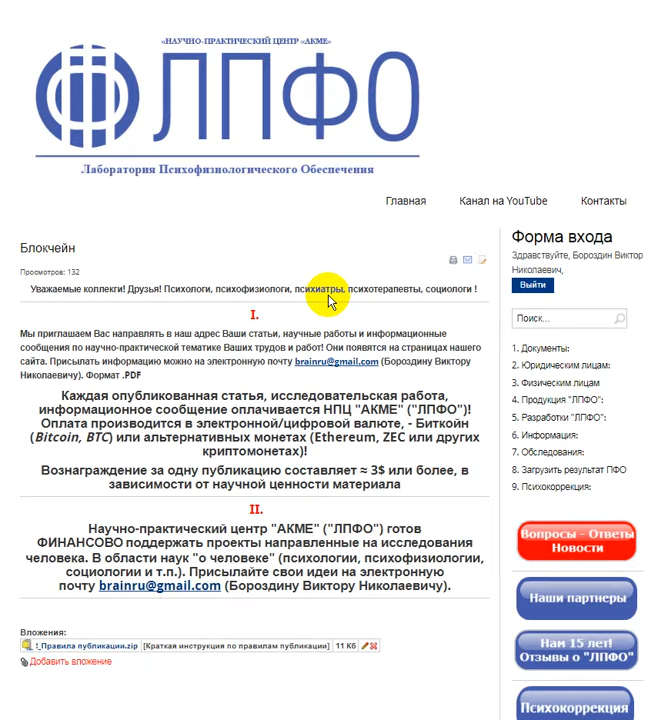 «НАУЧНО-ПРАКТИЧЕСКИЙ ЦЕНТР «АКМЕ»
ЛПФО
Лаборатория Психофизиологического Обеспечения
Главная
Канал на YouTube
Контакты
Блокчейн
Просмотров: 132
Уважаемые коллеги! Друзья! Психологи, психофизиологи, психиатры, психотерапевты, социологи !
I.
Мы приглашаем Вас направлять в наш адрес Ваши статьи, научные работы и информационные
сообщения по научно-практической тематике Ваших трудов и работ! Они появятся на страницах нашего
сайта. Присылать информацию можно на электронную почту brainru@gmail.com (Бороздину Виктору
Николаевичу). Формат .PDF
Каждая опубликованная статья, исследовательская работа,
информационное сообщение оплачивается НПЦ "АКМЕ" ("ЛПФО")!
Оплата производится в электронной/цифровой валюте, - Биткойн
(Bitcoin, BTC) или альтернативных монетах (Ethereum, ZEC или других
криптомонетах)!
Вознаграждение за одну публикацию составляет ≈ 3$ или более, в
зависимости от научной ценности материала
II.
Научно-практический центр "АКМЕ" ("ЛПФО") готов
ФИНАНСОВО поддержать проекты направленные на исследования
человека. В области наук "о человеке" (психологии, психофизиологии,
социологии и т.п.). Присылайте свои идеи на электронную
почту brainru@gmail.com (Бороздину Виктору Николаевичу).
Вложения:
!_Правила публикации.zip [Краткая инструкция по правилам публикации] 11 Кб
Добавить вложение
Форма входа
Здравствуйте, Бороздин Виктор
Николаевич,
Выйти
Поиск...
1. Документы:
2. Юридическим лицам:
3. Физическим лицам
4. Продукция "ЛПФО":
5. Разработки "ЛПФО":
6. Информация:
7. Обследования:
8. Загрузить результат ПФО
9. Психокоррекция:
Вопросы - Ответы
Новости
Наши партнеры
Нам 15 лет!
Отзывы о "ЛПФО"
Психокоррекция